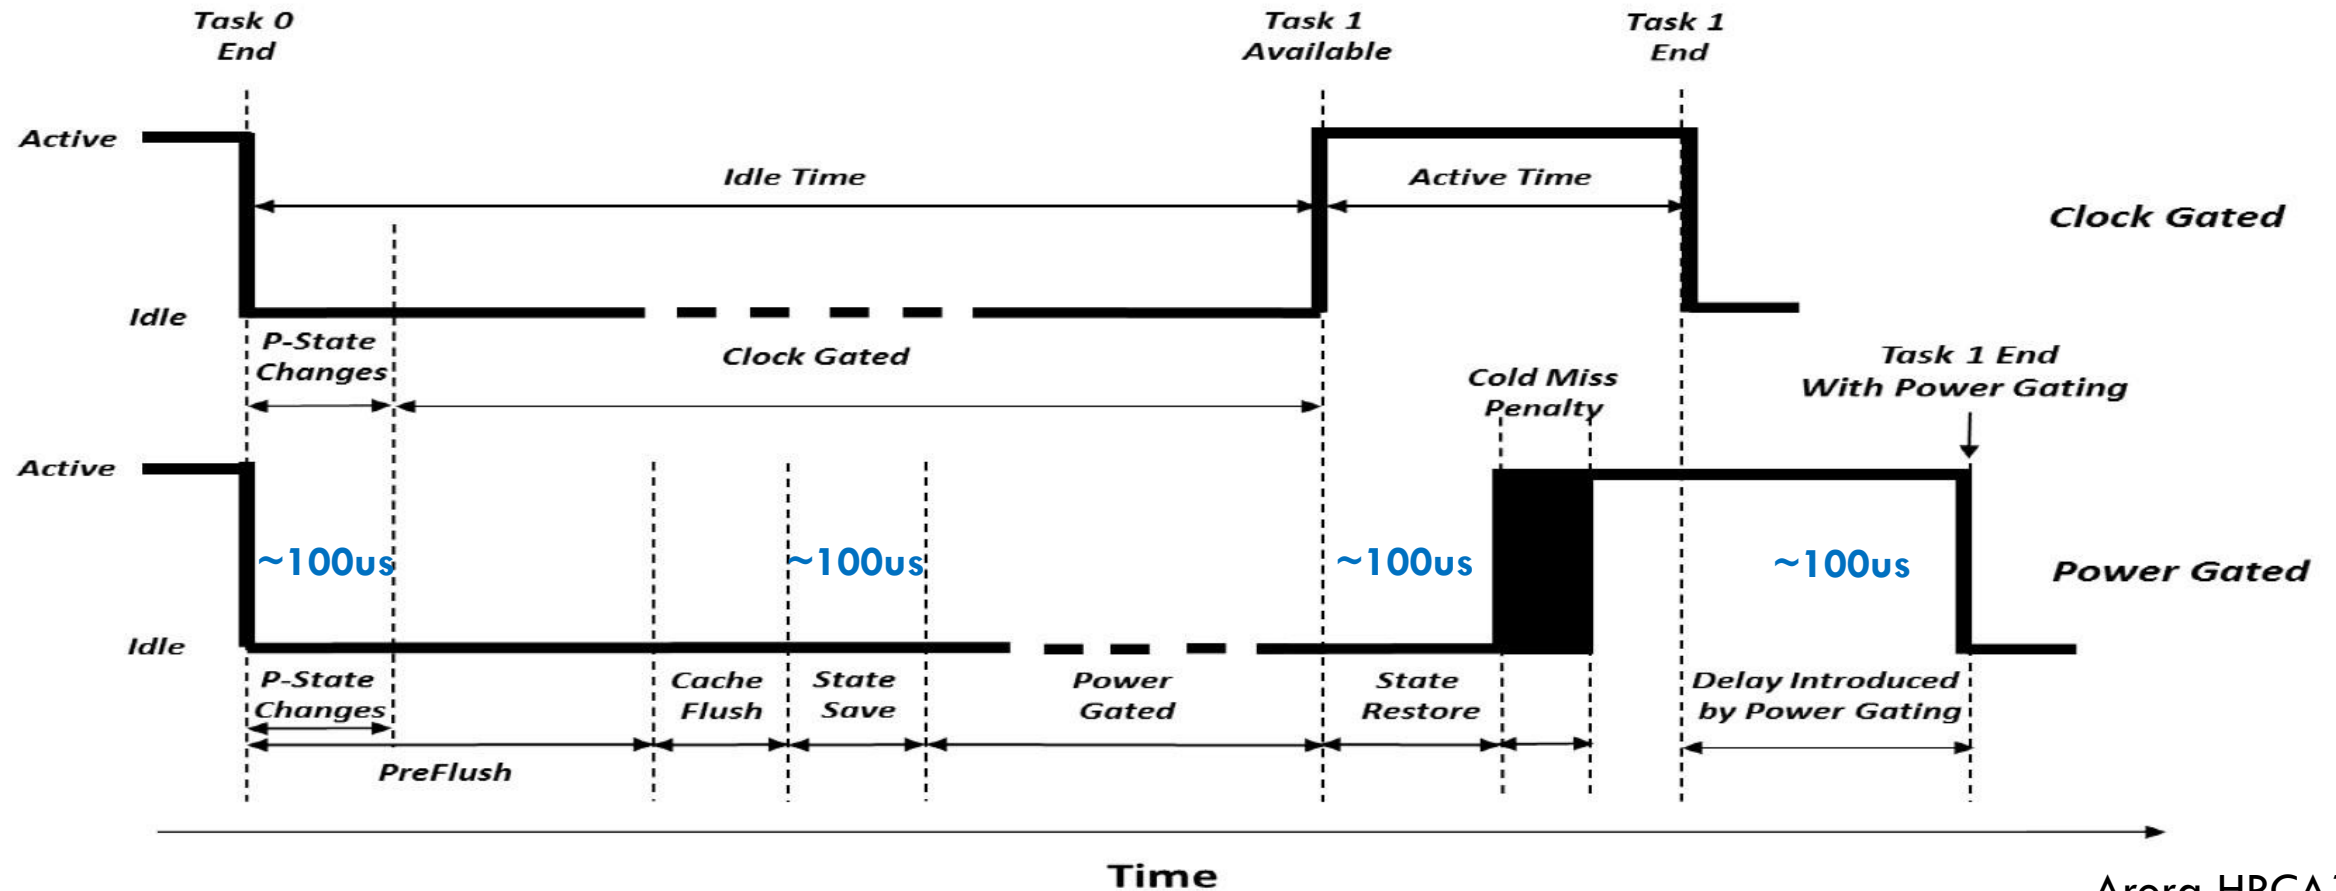 Task 0
End
Task 1
Available
Task 1
End
Active
Idle Time
Active Time
Clock Gated
Idle
P-State
Changes
Clock Gated
Cold Miss
Penalty
Task 1 End
With Power Gating
Active
~100us
~100us
~100us
~100us
Power Gated
Idle
P-State
Changes
Cache
Flush
State
Save
Power
Gated
State
Restore
Delay Introduced
by Power Gating
PreFlush
Time